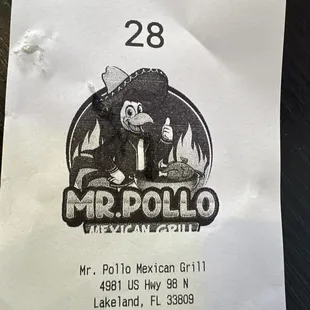 28
MR. POLLO
MEXICAN GRILL
Mr. Pollo Mexican Grill
4981 US Hwy 98 N
Lakeland, FL 33809